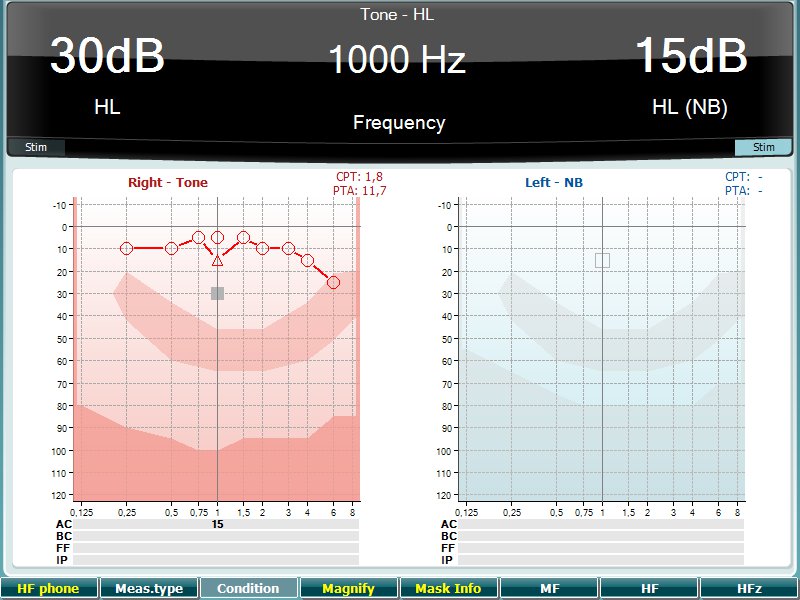 Tone - HL
30dB 1000 Hz 15dB
HL Frequency HL (NB)
Stim Stim
Right - Tone CPT: 1,8
PTA: 11,7
-10
0
10
20
30
40
50
60
70
80
90
100
110
120
0,125 0,25 0,5 0,75 1 1,5 2 3 4 6 8
AC 15
BC
FF
IP
Left - NB CPT: -
PTA: -
-10
0
10
20
30
40
50
60
70
80
90
100
110
120
0,125 0,25 0,5 0,75 1 1,5 2 3 4 6 8
AC
BC
FF
IP
HF phone Meas.type Condition Magnify Mask Info MF HF HFz